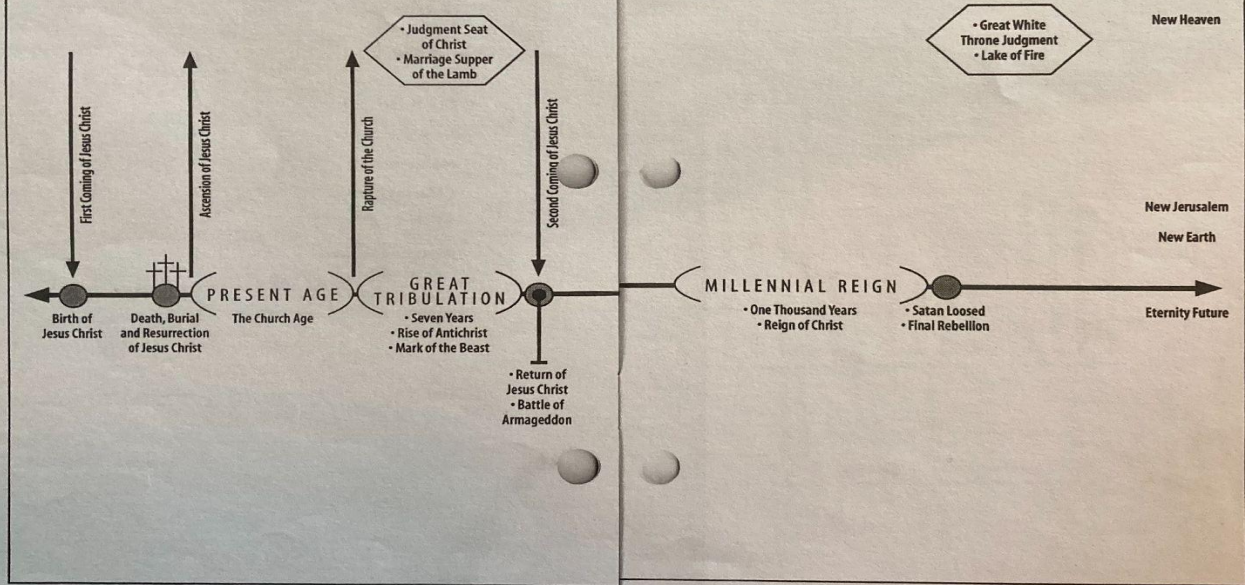 • Judgment Seat
of Christ
• Marriage Supper
of the Lamb
• Great White
Throne Judgment
• Lake of Fire
New Heaven
First Coming of Jesus Christ
Ascension of Jesus Christ
Rapture of the Church
Second Coming of Jesus Christ
New Jerusalem
New Earth
PRESENT AGE
GREAT
TRIBULATION
MILLENNIAL REIGN
Birth of
Jesus Christ
Death, Burial
and Resurrection
of Jesus Christ
The Church Age
• Seven Years
• Rise of Antichrist
• Mark of the Beast
• Return of
Jesus Christ
• Battle of
Armageddon
• One Thousand Years
• Reign of Christ
• Satan Loosed
• Final Rebellion
Eternity Future